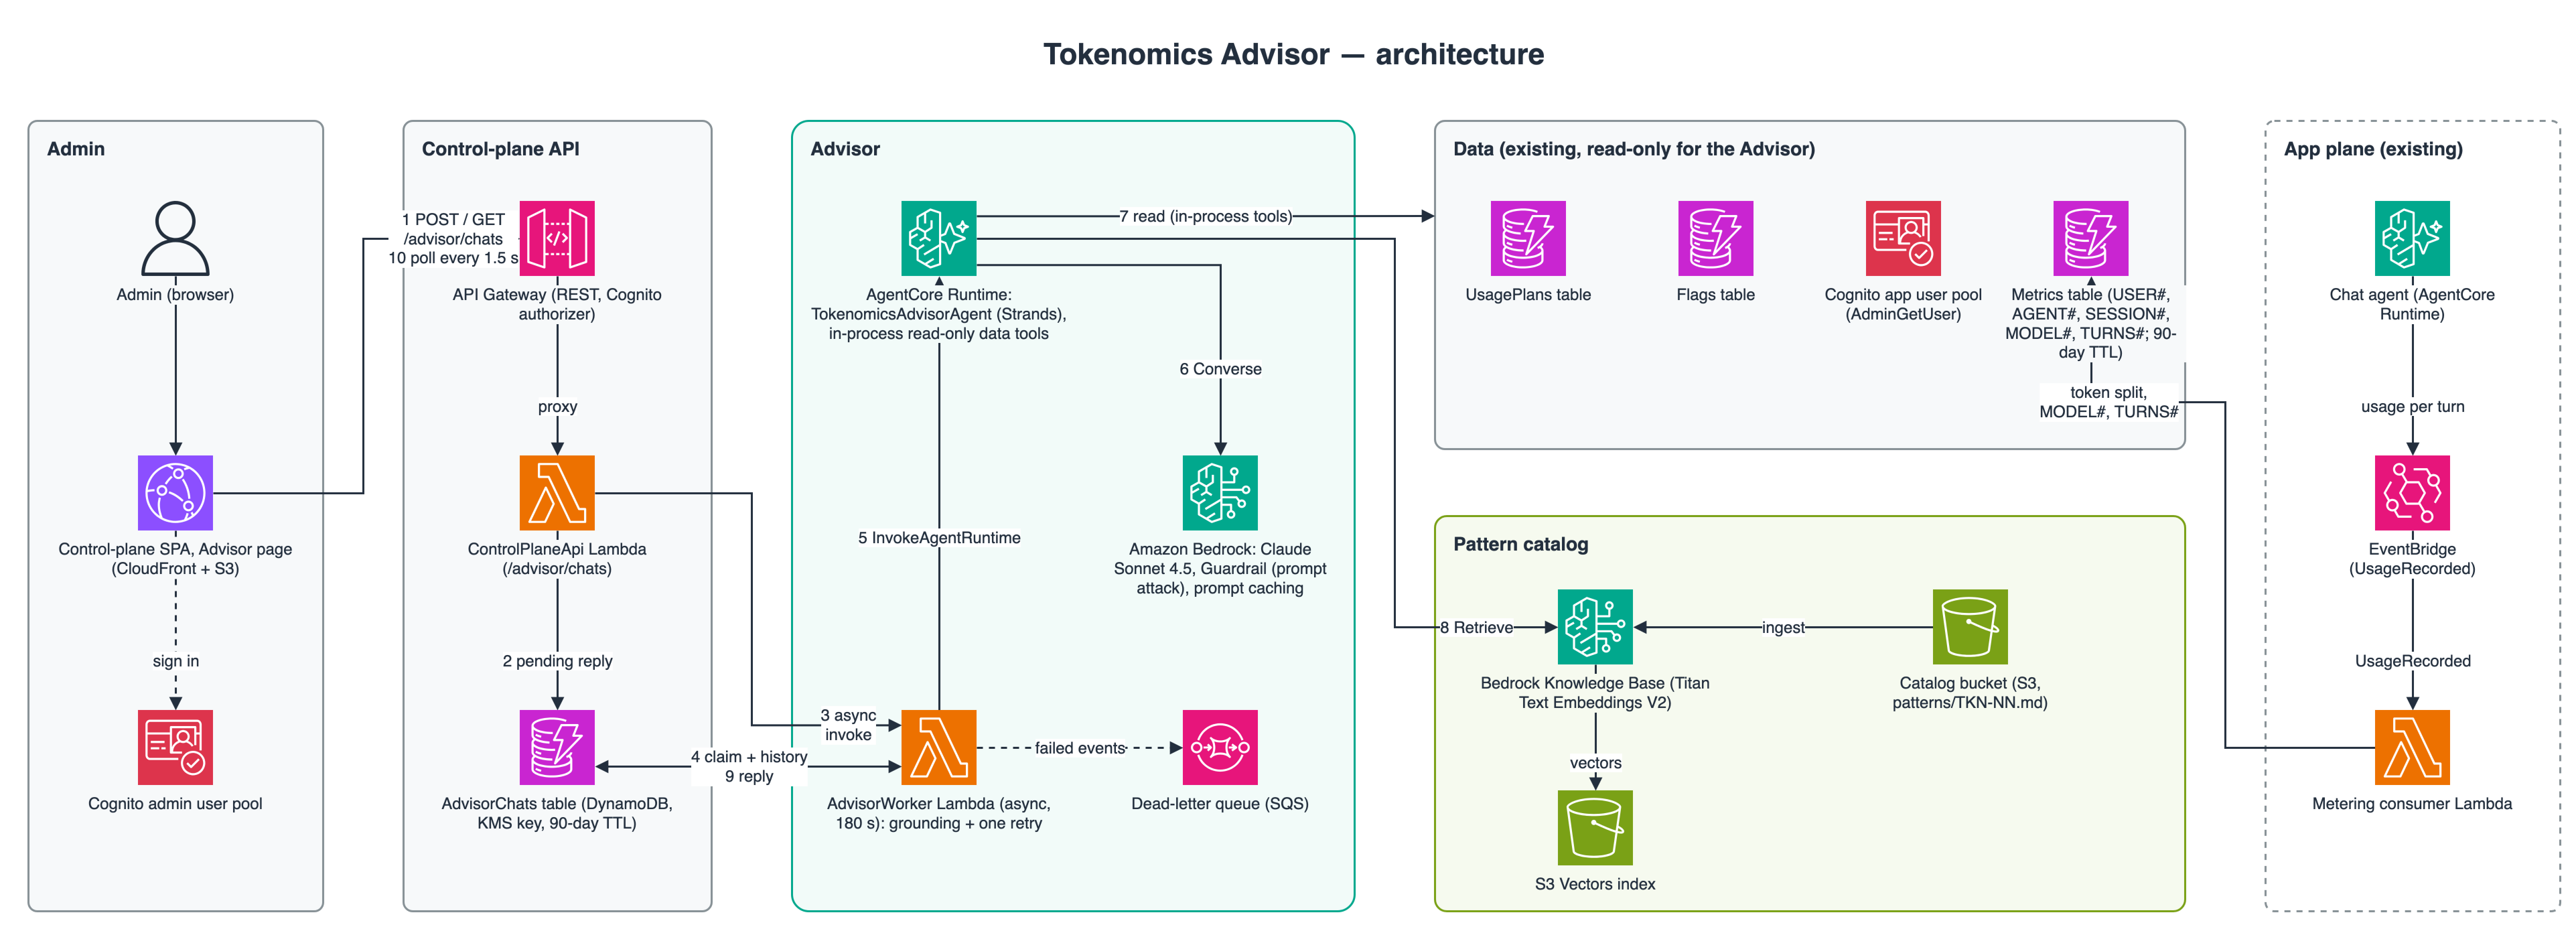 Tokenomics Advisor — architecture
Admin
Admin (browser)
Control-plane SPA, Advisor page
(CloudFront + S3)
sign in
Cognito admin user pool
1 POST / GET
/advisor/chats
10 poll every 1.5 s
Control-plane API
API Gateway (REST, Cognito
authorizer)
proxy
ControlPlaneApi Lambda
(/advisor/chats)
2 pending reply
AdvisorChats table (DynamoDB,
KMS key, 90-day TTL)
3 async
invoke
4 claim + history
9 reply
Advisor
AgentCore Runtime:
TokenomicsAdvisorAgent (Strands),
in-process read-only data tools
5 InvokeAgentRuntime
6 Converse
Amazon Bedrock: Claude
Sonnet 4.5, Guardrail (prompt
attack), prompt caching
AdvisorWorker Lambda (async,
180 s): grounding + one retry
failed events
Dead-letter queue (SQS)
7 read (in-process tools)
8 Retrieve
Data (existing, read-only for the Advisor)
UsagePlans table
Flags table
Cognito app user pool
(AdminGetUser)
Metrics table (USER#,
AGENT#, SESSION#,
MODEL#, TURNS#; 90-
day TTL)
token split,
MODEL#, TURNS#
Pattern catalog
Bedrock Knowledge Base (Titan
Text Embeddings V2)
ingest
Catalog bucket (S3,
patterns/TKN-NN.md)
vectors
S3 Vectors index
App plane (existing)
Chat agent (AgentCore
Runtime)
usage per turn
EventBridge
(UsageRecorded)
UsageRecorded
Metering consumer Lambda